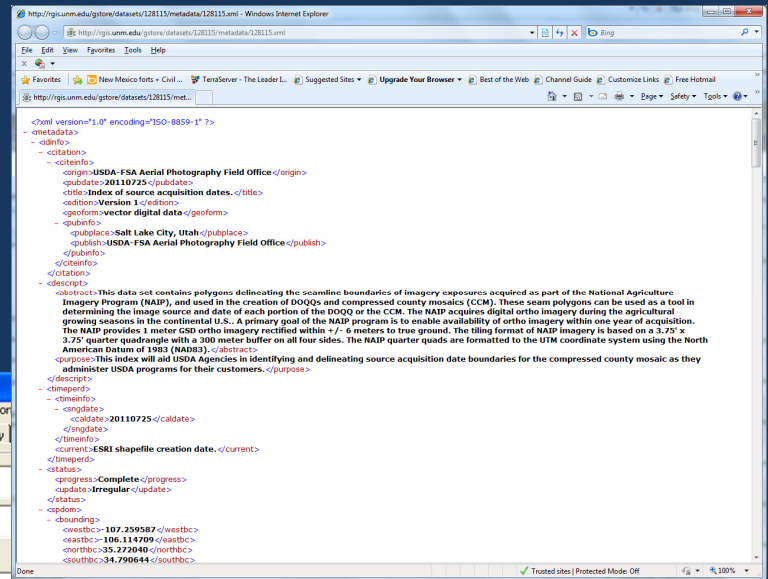 http://rgis.unm.edu/gstore/datasets/128115/metadata/128115.xml - Windows Internet Explorer
http://rgis.unm.edu/gstore/datasets/128115/metadata/128115.xml
Bing
File Edit View Favorites Tools Help
x
Favorites New Mexico forts + Civil ... TerraServer - The Leader I... Suggested Sites Upgrade Your Browser Best of the Web Channel Guide Customize Links Free Hotmail
http://rgis.unm.edu/gstore/datasets/128115/met... Page Safety Tools
<?xml version="1.0" encoding="ISO-8859-1" ?>
- <metadata>
- <idinfo>
- <citation>
- <citeinfo>
<origin>USDA-FSA Aerial Photography Field Office</origin>
<pubdate>20110725</pubdate>
<title>Index of source acquisition dates.</title>
<edition>Version 1</edition>
<geoform>vector digital data</geoform>
- <pubinfo>
<pubplace>Salt Lake City, Utah</pubplace>
<publish>USDA-FSA Aerial Photography Field Office</publish>
</pubinfo>
</citeinfo>
</citation>
- <descript>
<abstract>This data set contains polygons delineating the seamline boundaries of imagery exposures acquired as part of the National Agriculture
Imagery Program (NAIP), and used in the creation of DOQQs and compressed county mosaics (CCM). These seam polygons can be used as a tool in
determining the image source and date of each portion of the DOQQ or the CCM. The NAIP acquires digital ortho imagery during the agricultural
growing seasons in the continental U.S.. A primary goal of the NAIP program is to enable availability of ortho imagery within one year of acquisition.
The NAIP provides 1 meter GSD ortho imagery rectified within +/- 6 meters to true ground. The tiling format of NAIP imagery is based on a 3.75' x
3.75' quarter quadrangle with a 300 meter buffer on all four sides. The NAIP quarter quads are formatted to the UTM coordinate system using the North
American Datum of 1983 (NAD83).</abstract>
<purpose>This index will aid USDA Agencies in identifying and delineating source acquisition date boundaries for the compressed county mosaic as they
administer USDA programs for their customers.</purpose>
</descript>
- <timeperd>
- <timeinfo>
- <sngdate>
<caldate>20110725</caldate>
</sngdate>
</timeinfo>
<current>ESRI shapefile creation date.</current>
</timeperd>
- <status>
<progress>Complete</progress>
<update>Irregular</update>
</status>
- <spdom>
- <bounding>
<westbc>-107.259587</westbc>
<eastbc>-106.114709</eastbc>
<northbc>35.272040</northbc>
<southbc>34.790644</southbc>
Done Trusted sites | Protected Mode: Off 100%